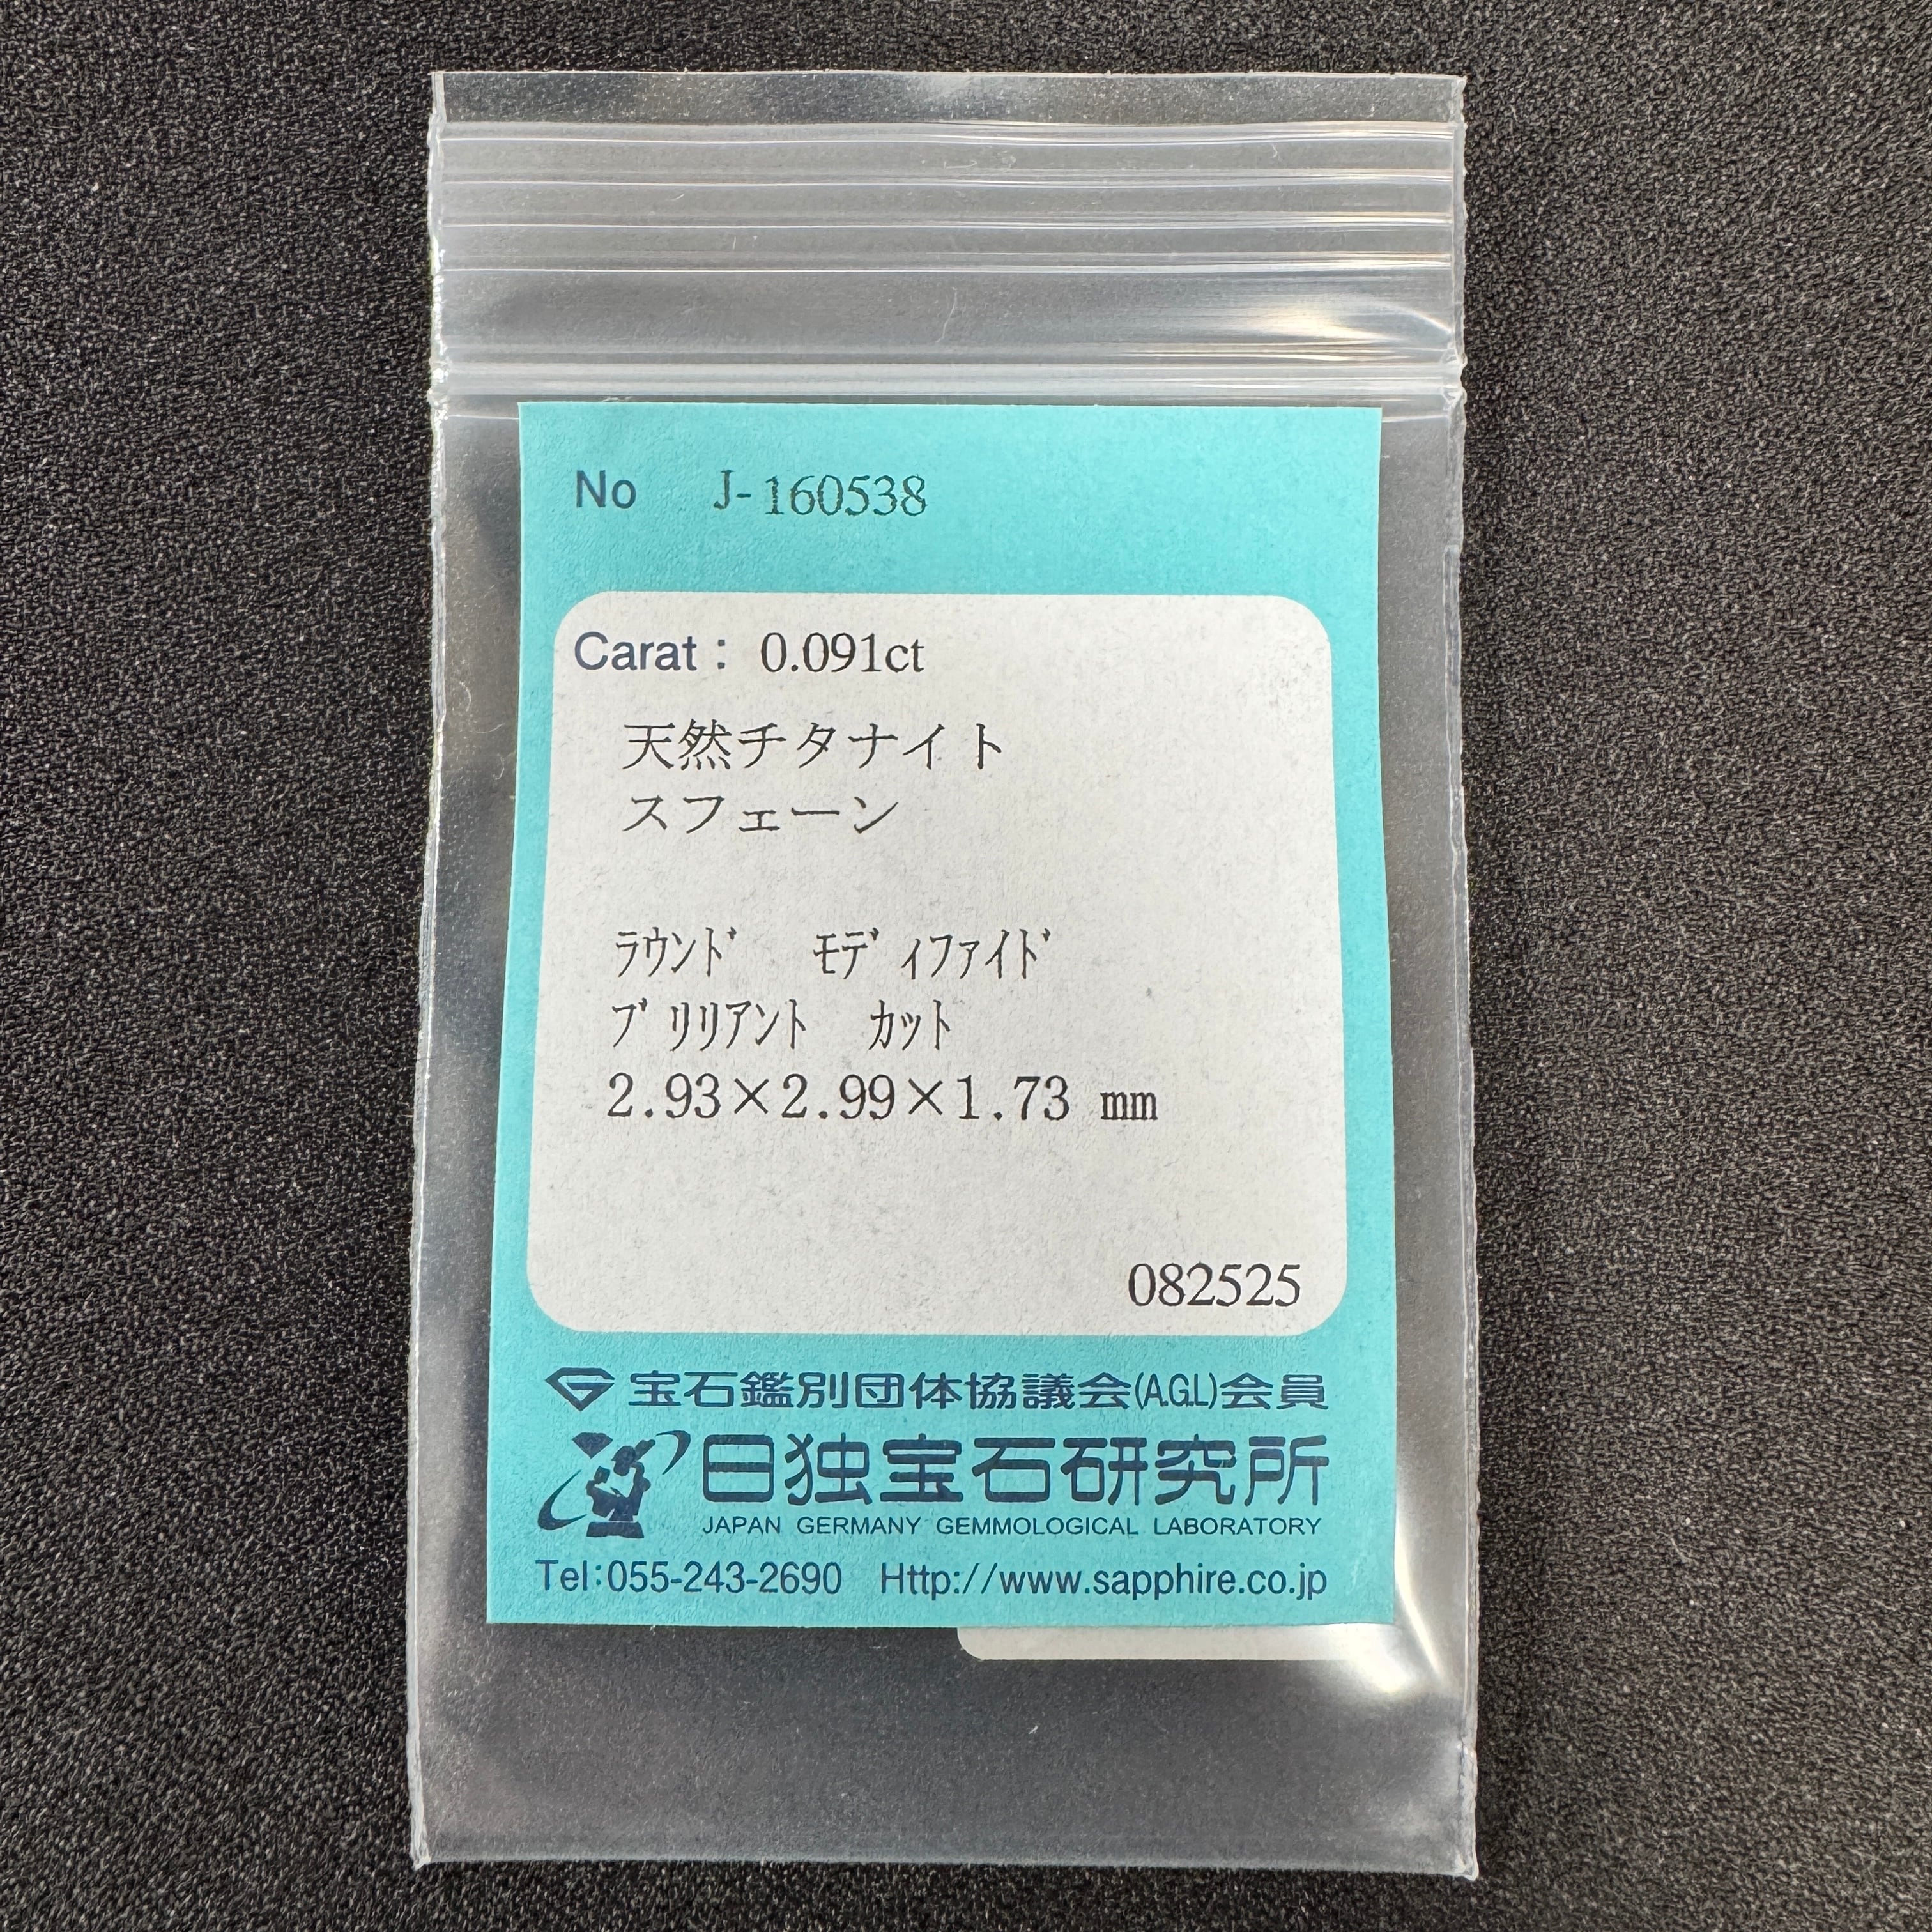 No J-160538
Carat： 0.091ct
天然チタナイト
スフェーン
ﾗｳﾝﾄﾞ ﾓﾃﾞｨﾌｧｲﾄﾞ
ﾌﾞﾘﾘｱﾝﾄ ｶｯﾄ
2.93×2.99×1.73 mm
082525
宝石鑑別団体協議会(A.G.L)会員
日独宝石研究所
JAPAN GERMANY GEMMOLOGICAL LABORATORY
Tel:055-243-2690 Http://www.sapphire.co.jp